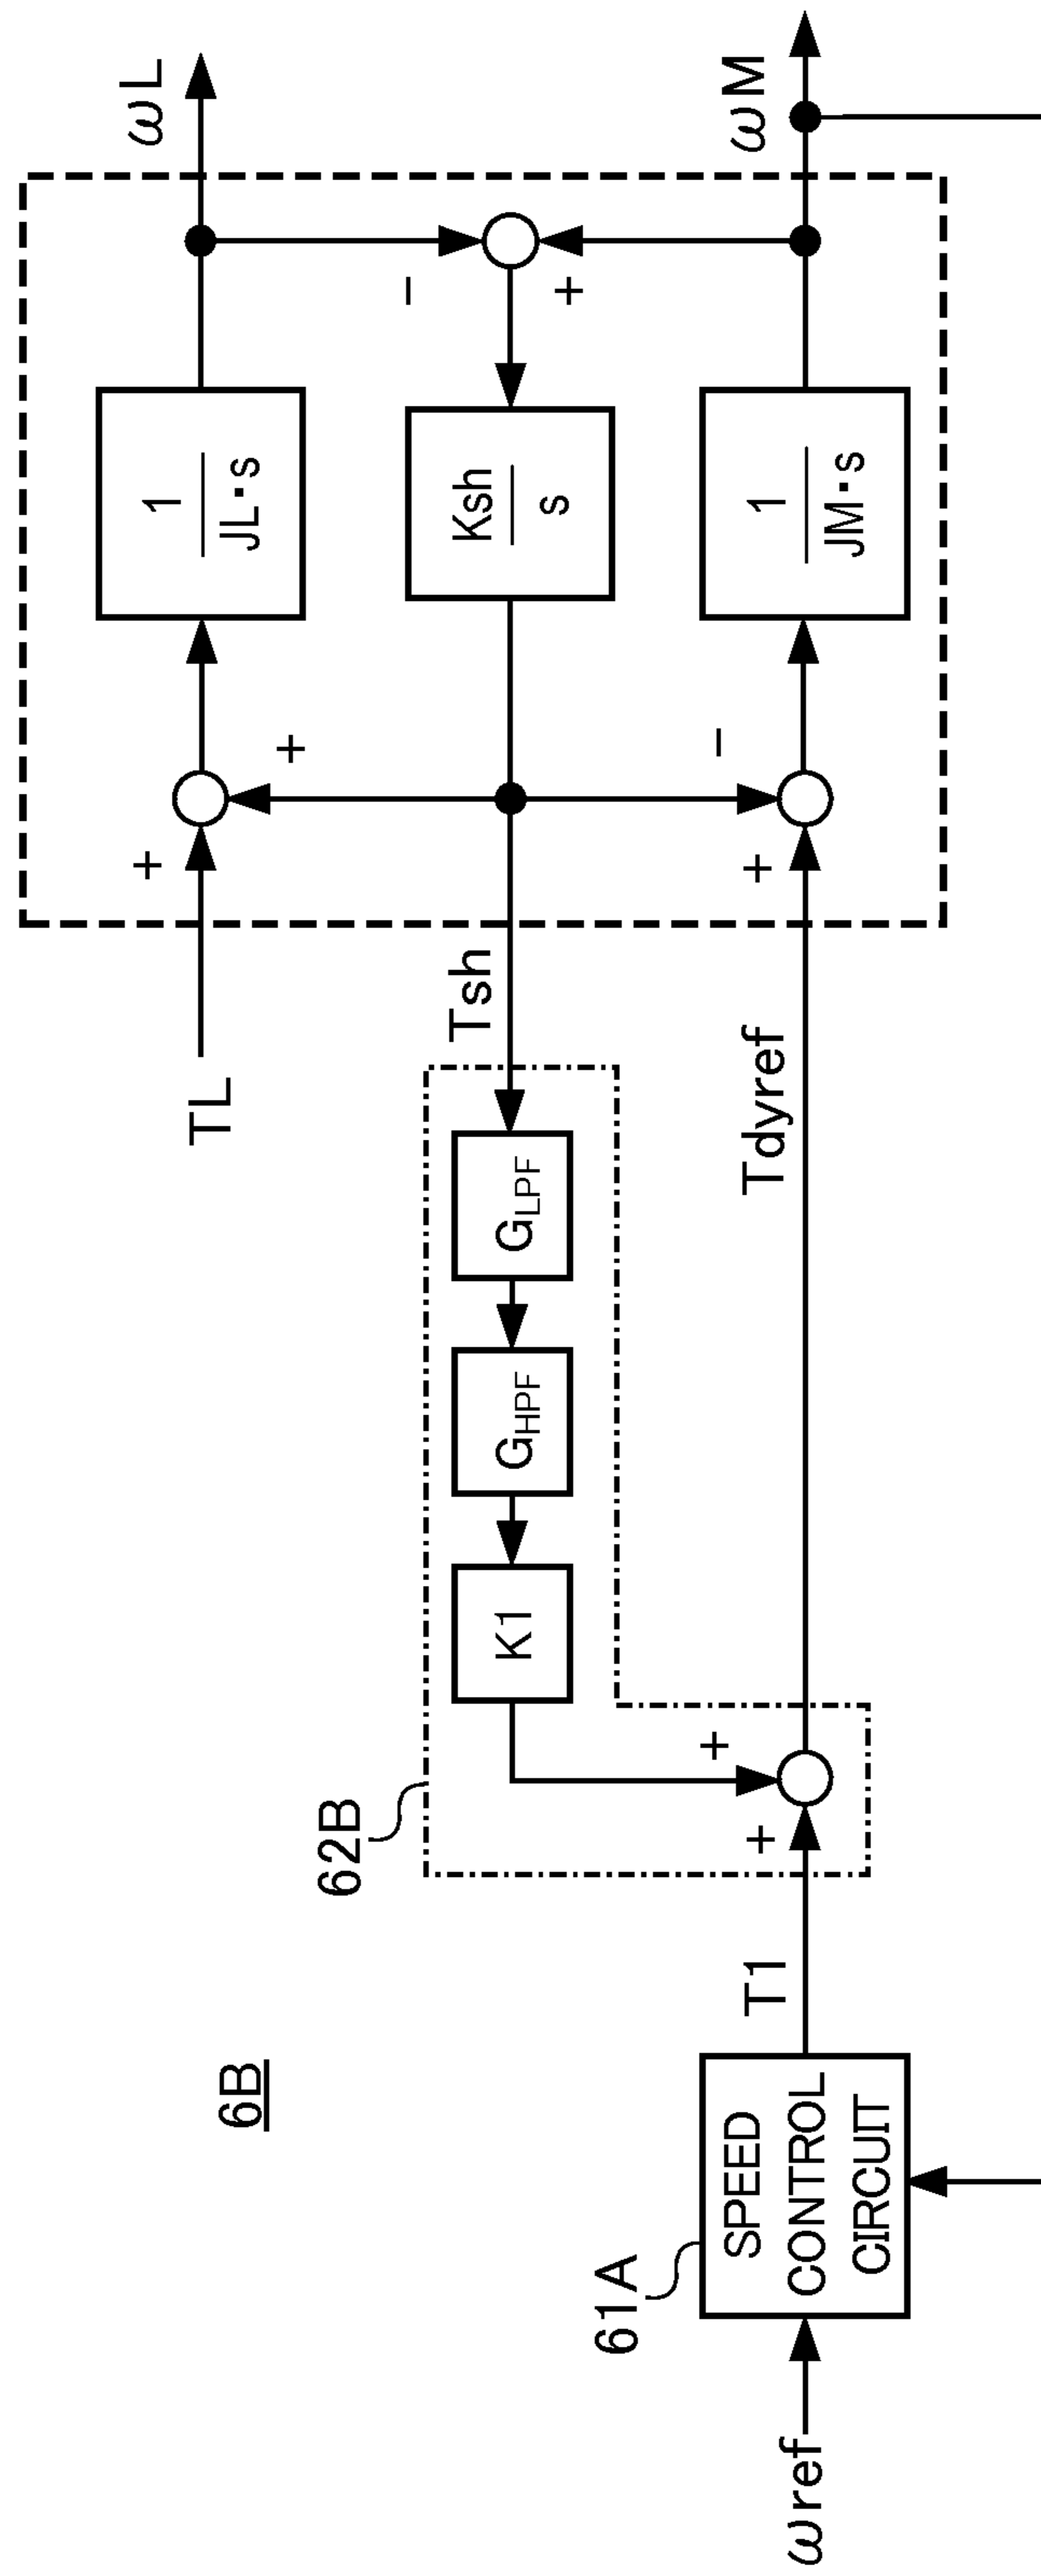 6B
ωref
61A
SPEED
CONTROL
CIRCUIT
T1
62B
+
+
K1
GHPF
GLPF
Tsh
Tdyref
TL
+
+
+
−
1
JL·s
Ksh
s
1
JM·s
−
+
ωL
ωM